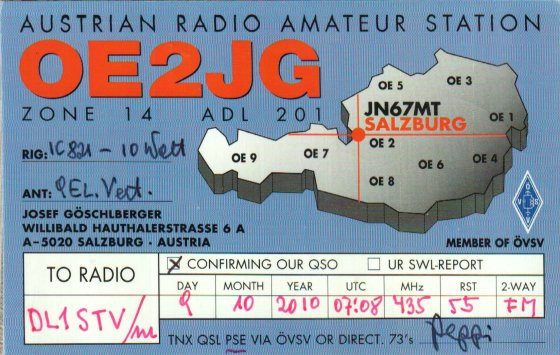 AUSTRIAN RADIO AMATEUR STATION
OE2JG
ZONE 14 ADL 201
RIG: IC821 - 10 Watt
ANT: 9EL. Vert.
JOSEF GÖSCHLBERGER
WILLIBALD HAUTHALERSTRASSE 6 A
A-5020 SALZBURG · AUSTRIA
OE 5
OE 3
JN67MT
SALZBURG
OE 1
OE 9
OE 7
OE 2
OE 4
OE 6
OE 8
MEMBER OF ÖVSV
TO RADIO
X CONFIRMING OUR QSO UR SWL-REPORT
DAY MONTH YEAR UTC MHz RST 2-WAY
DL1STV/m 9 10 2010 07:08 435 55 FM
TNX QSL PSE VIA ÖVSV OR DIRECT. 73's Peppi